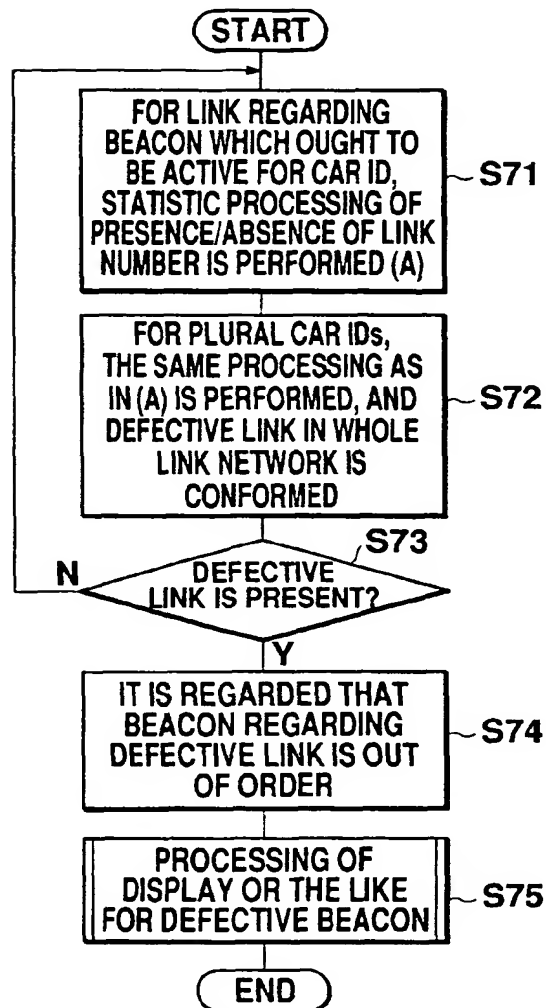 START
FOR LINK REGARDING
BEACON WHICH OUGHT TO
BE ACTIVE FOR CAR ID,
STATISTIC PROCESSING OF
PRESENCE/ABSENCE OF LINK
NUMBER IS PERFORMED (A)
S71
FOR PLURAL CAR IDs,
THE SAME PROCESSING AS
IN (A) IS PERFORMED, AND
DEFECTIVE LINK IN WHOLE
LINK NETWORK IS
CONFORMED
S72
S73
N
DEFECTIVE
LINK IS PRESENT?
Y
IT IS REGARDED THAT
BEACON REGARDING
DEFECTIVE LINK IS OUT
OF ORDER
S74
PROCESSING OF
DISPLAY OR THE LIKE
FOR DEFECTIVE BEACON
S75
END